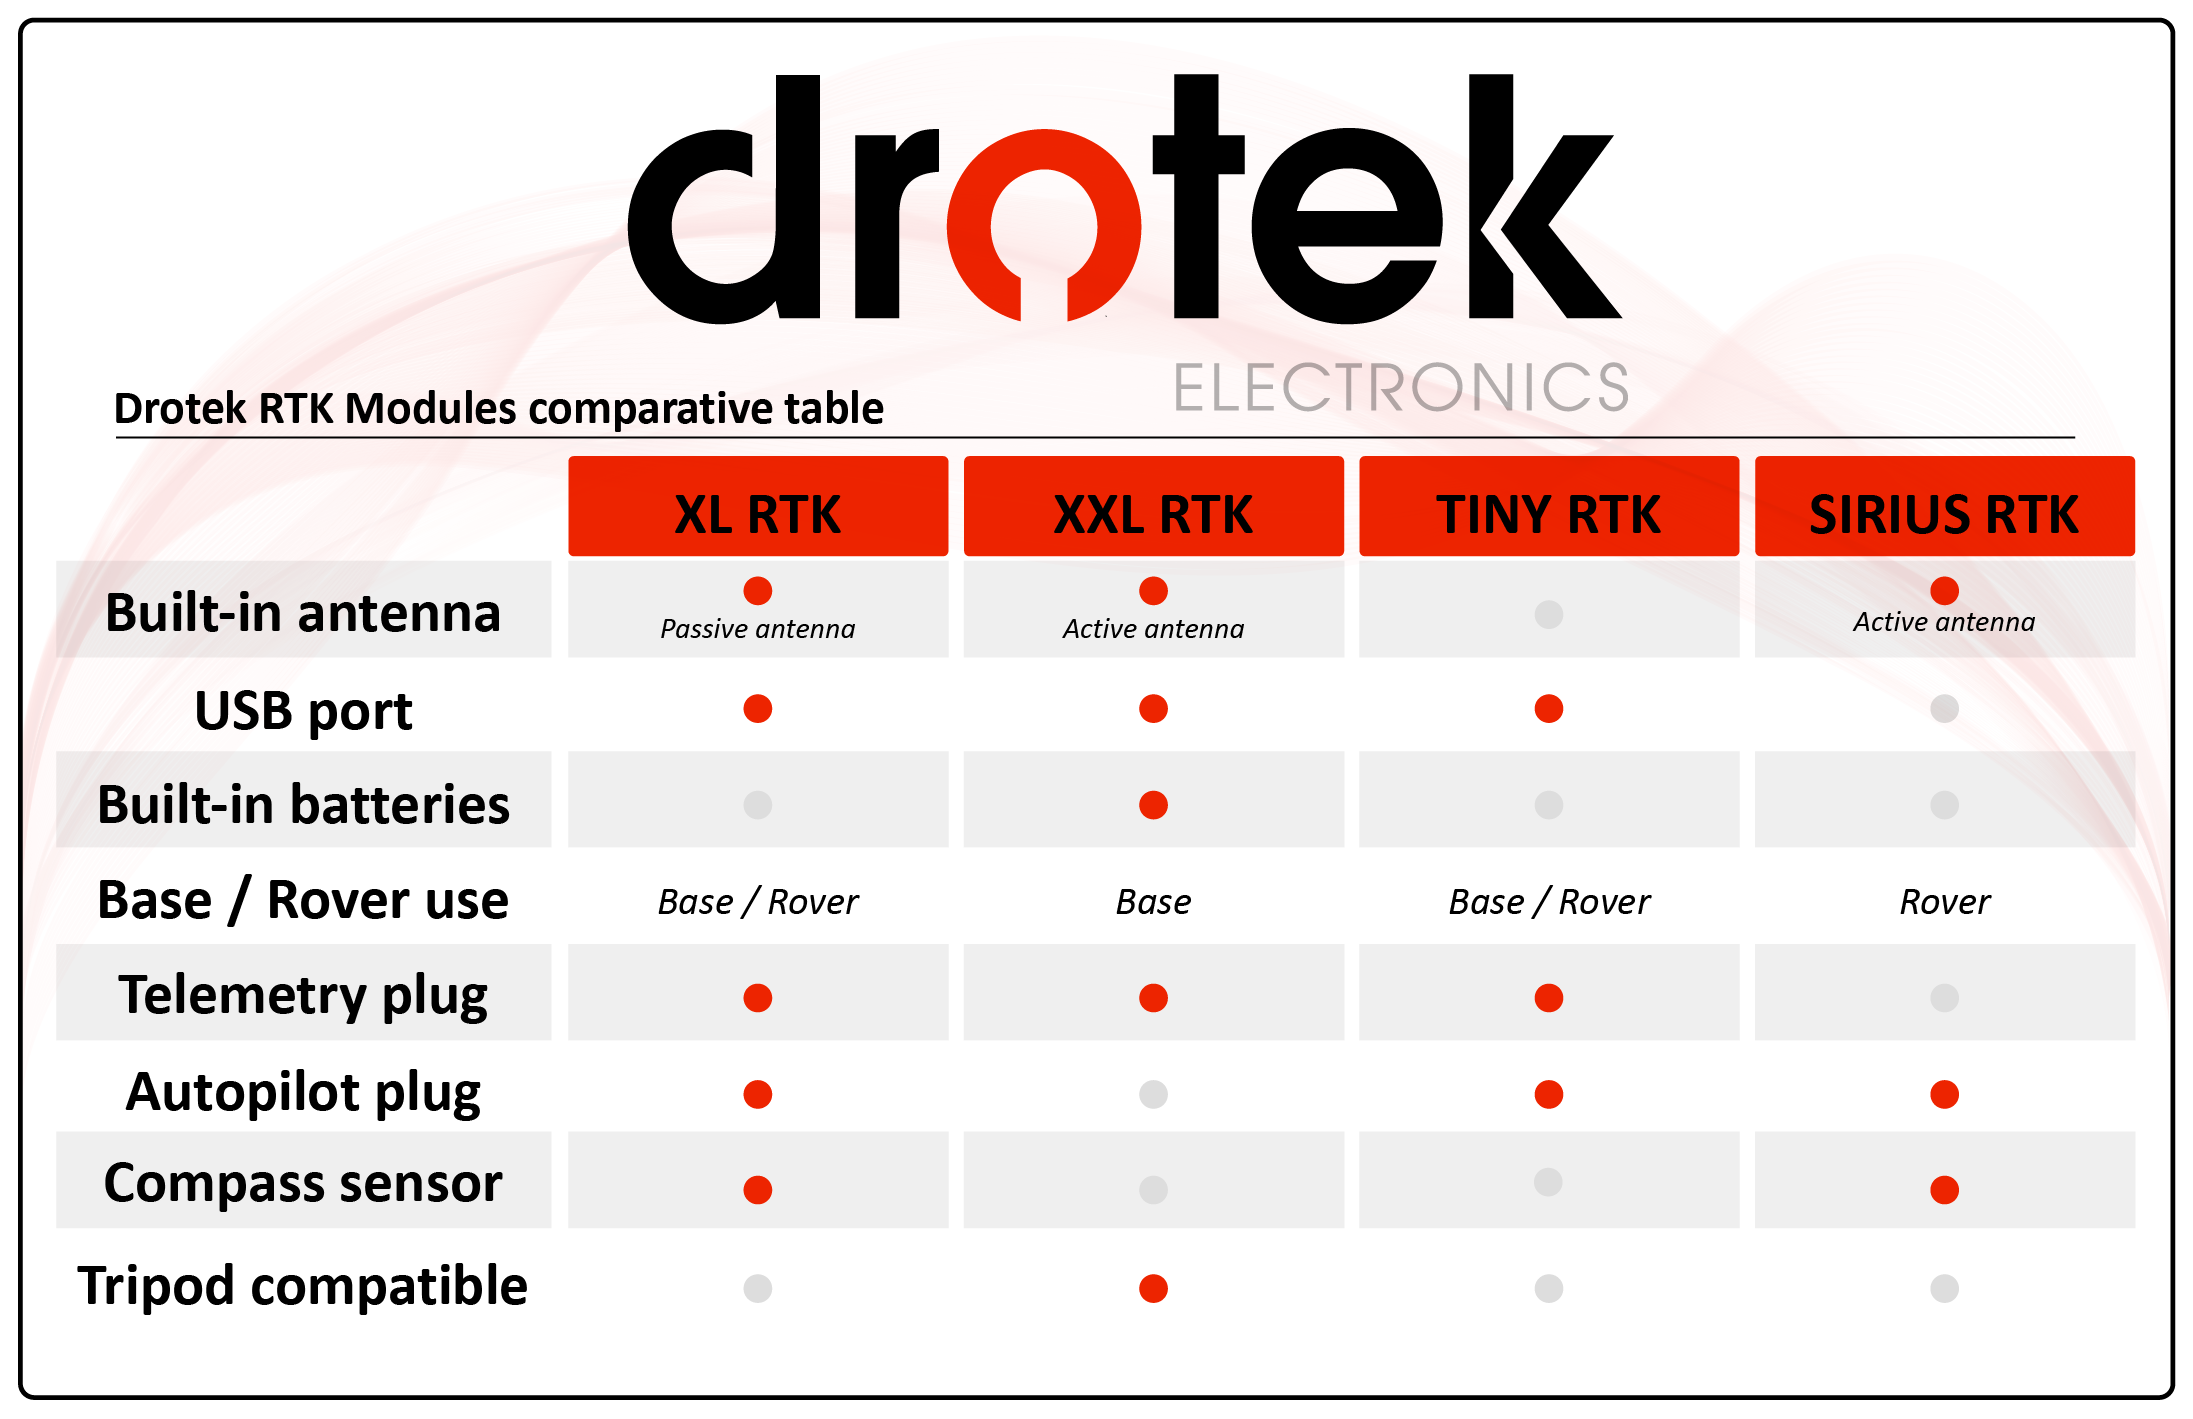 drotek
ELECTRONICS
Drotek RTK Modules comparative table
XL RTK XXL RTK TINY RTK SIRIUS RTK
Built-in antenna Passive antenna Active antenna Active antenna
USB port
Built-in batteries
Base / Rover use Base / Rover Base Base / Rover Rover
Telemetry plug
Autopilot plug
Compass sensor
Tripod compatible